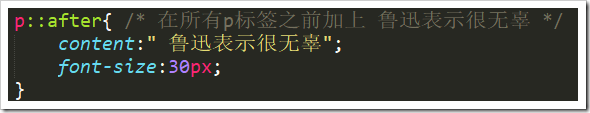 p::after{ /* 在所有p标签之前加上 鲁迅表示很无辜 */
content:" 鲁迅表示很无辜";
font-size:30px;
}